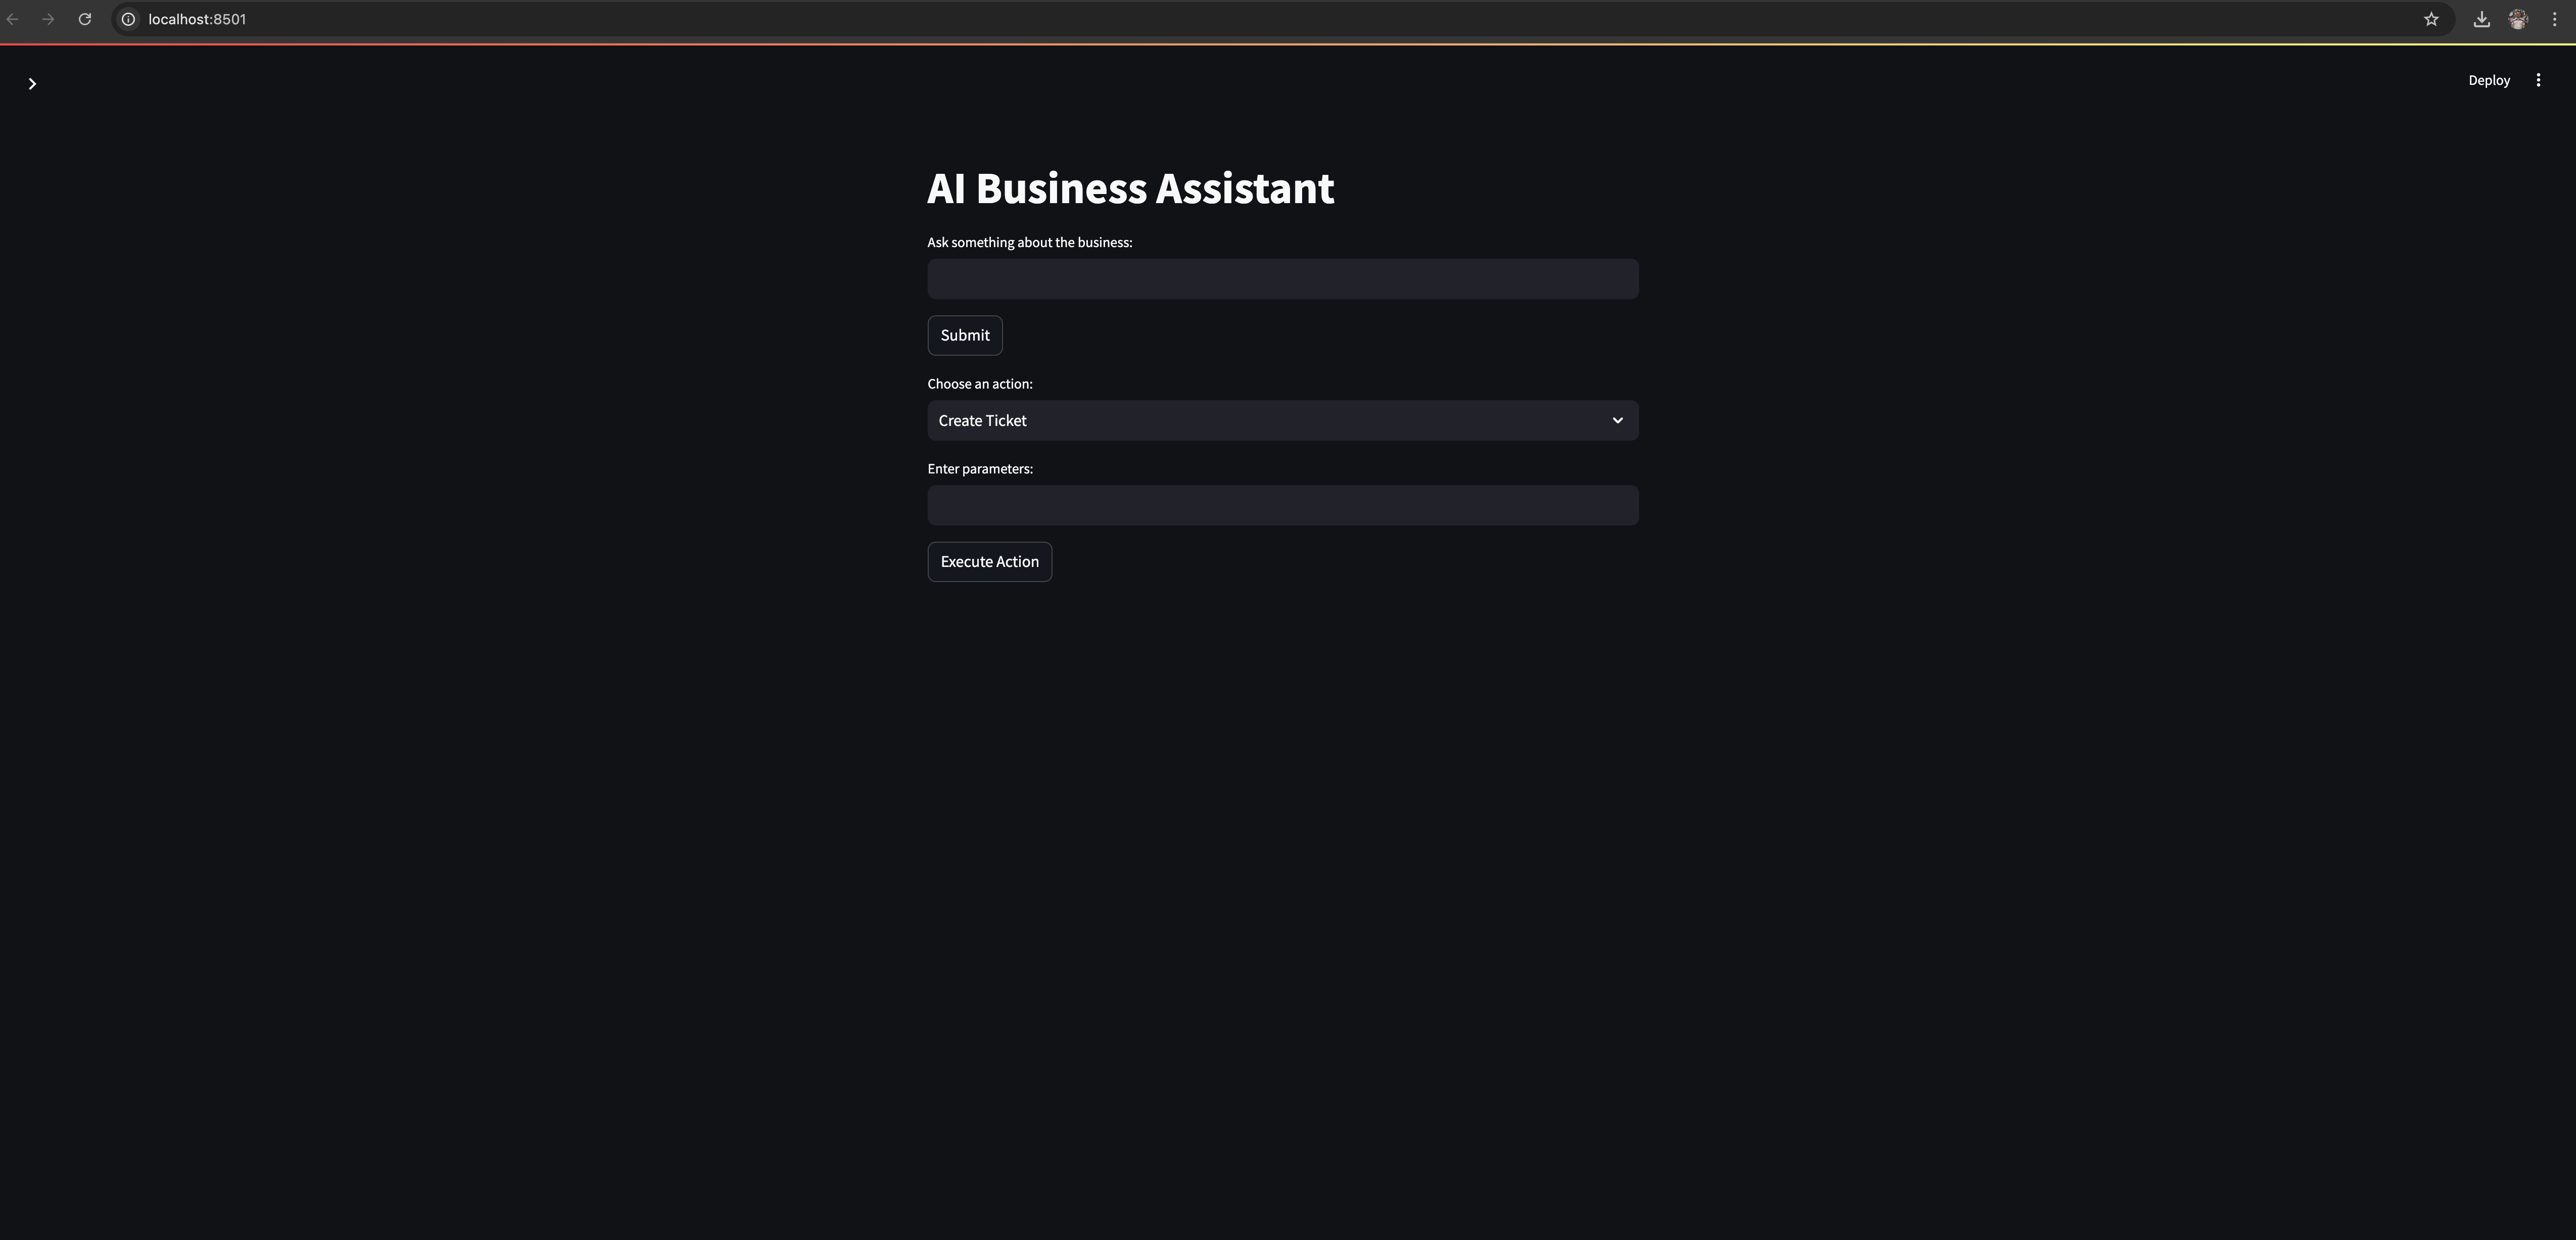 localhost:8501
Deploy
AI Business Assistant
Ask something about the business:
Submit
Choose an action:
Create Ticket
Enter parameters:
Execute Action